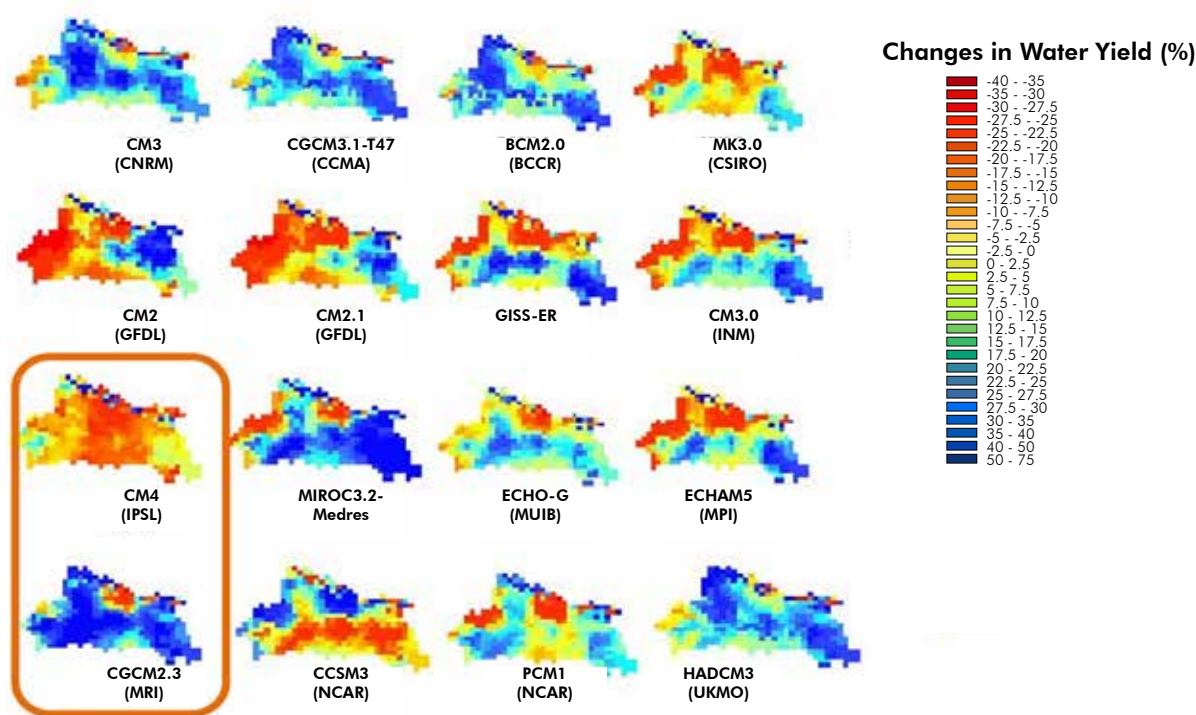 Changes in Water Yield (%)
-40 - -35
-35 - -30
-30 - -27.5
-27.5 - -25
-25 - -22.5
-22.5 - -20
-20 - -17.5
-17.5 - -15
-15 - -12.5
-12.5 - -10
-10 - -7.5
-7.5 - -5
-5 - -2.5
-2.5 - 0
0 - 2.5
2.5 - 5
5 - 7.5
7.5 - 10
10 - 12.5
12.5 - 15
15 - 17.5
17.5 - 20
20 - 22.5
22.5 - 25
25 - 27.5
27.5 - 30
30 - 35
35 - 40
40 - 50
50 - 75
CM3
(CNRM)
CGCM3.1-T47
(CCMA)
BCM2.0
(BCCR)
MK3.0
(CSIRO)
CM2
(GFDL)
CM2.1
(GFDL)
GISS-ER
CM3.0
(INM)
CM4
(IPSL)
MIROC3.2-
Medres
ECHO-G
(MUIB)
ECHAM5
(MPI)
CGCM2.3
(MRI)
CCSM3
(NCAR)
PCM1
(NCAR)
HADCM3
(UKMO)